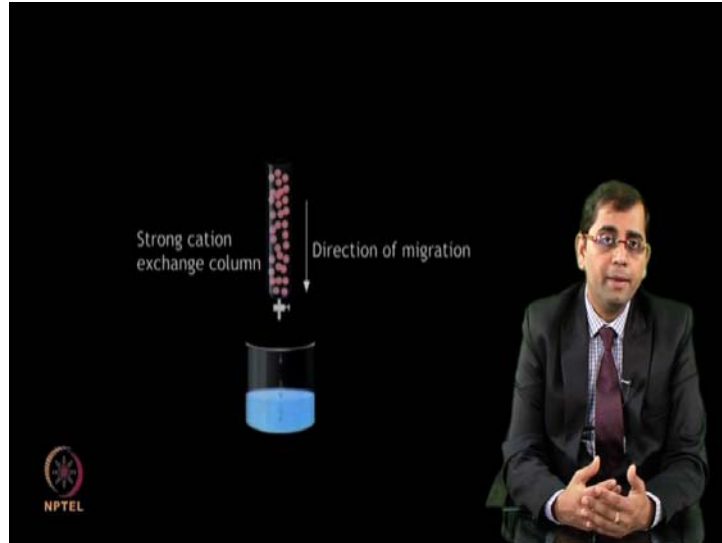 Strong cation
exchange column
Direction of migration
NPTEL